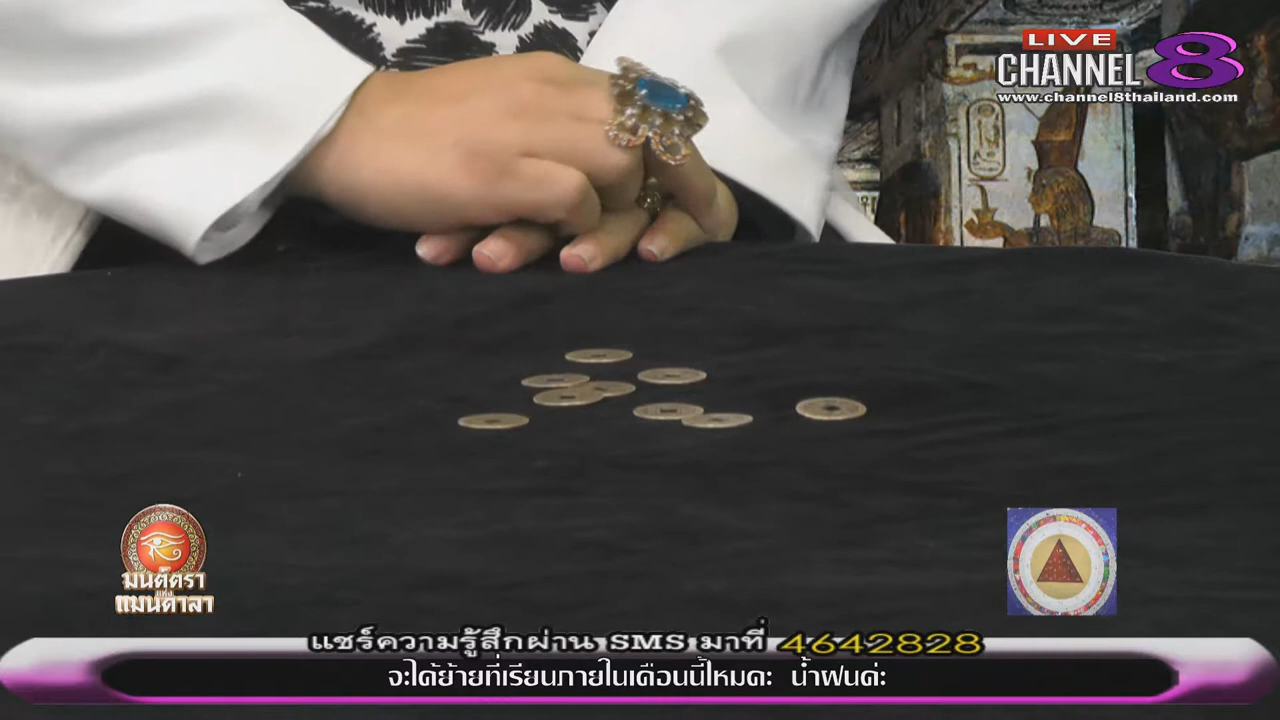 LIVE
CHANNEL 8
www.channel8thailand.com
มนต์ตรา
แห่ง
แมนดาลา
แชร์ความรู้สึกผ่าน SMS มาที่ 4642828
จะได้ย้ายที่เรียนภายในเดือนนี้ไหมคะ น้ำฝนค่ะ